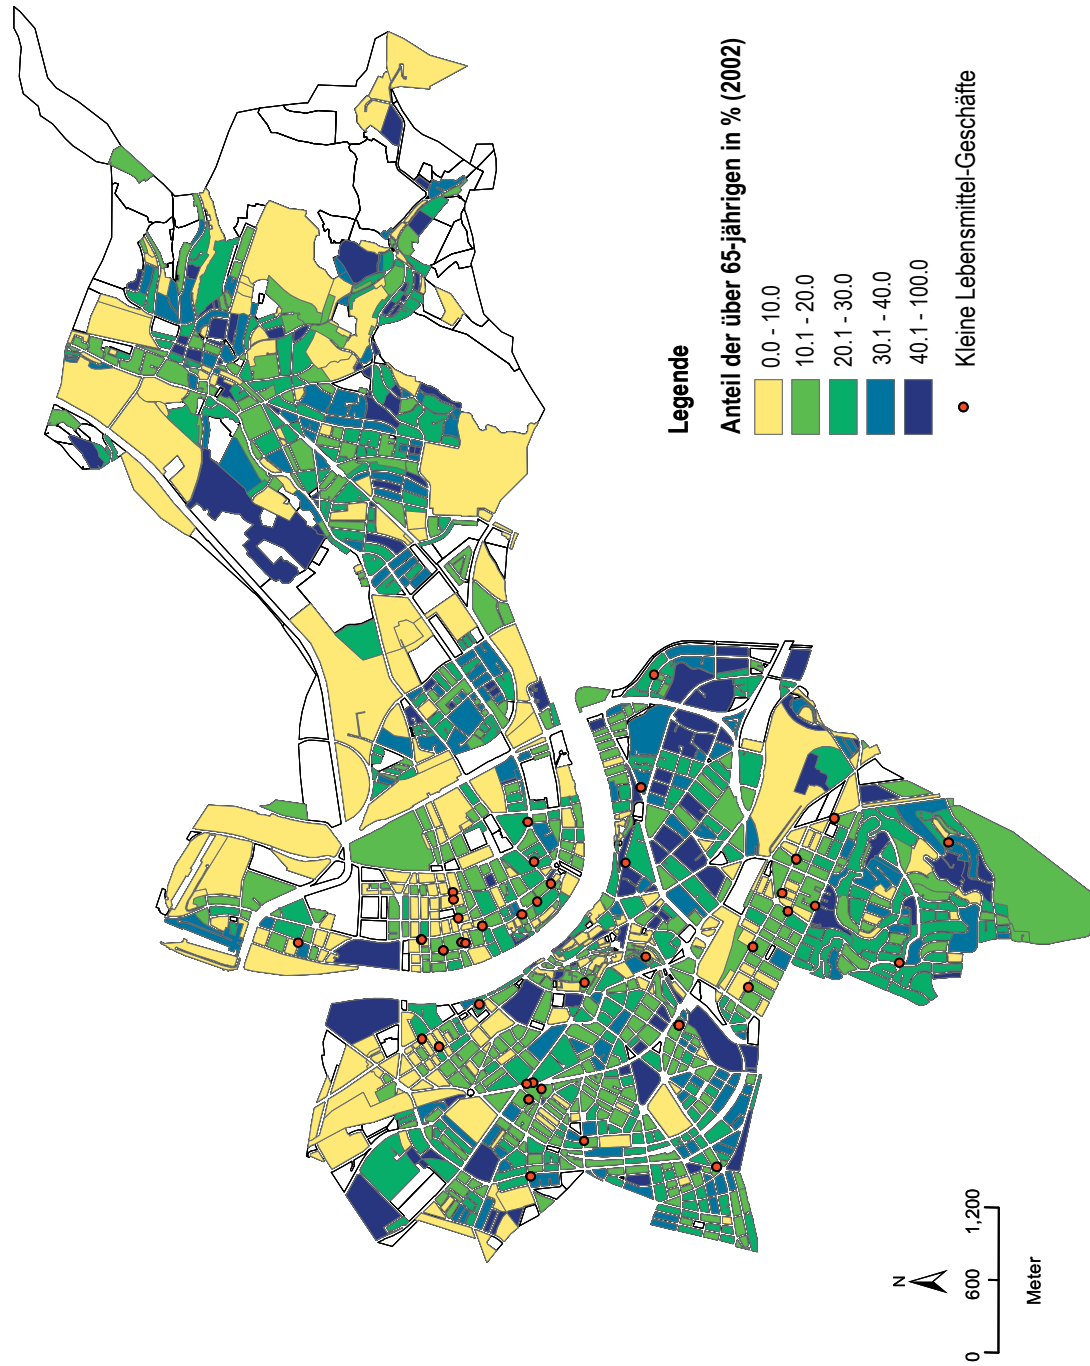 Legende
Anteil der über 65-jährigen in % (2002)
0.0 - 10.0
10.1 - 20.0
20.1 - 30.0
30.1 - 40.0
40.1 - 100.0
Kleine Lebensmittel-Geschäfte
N
0 600 1,200
Meter